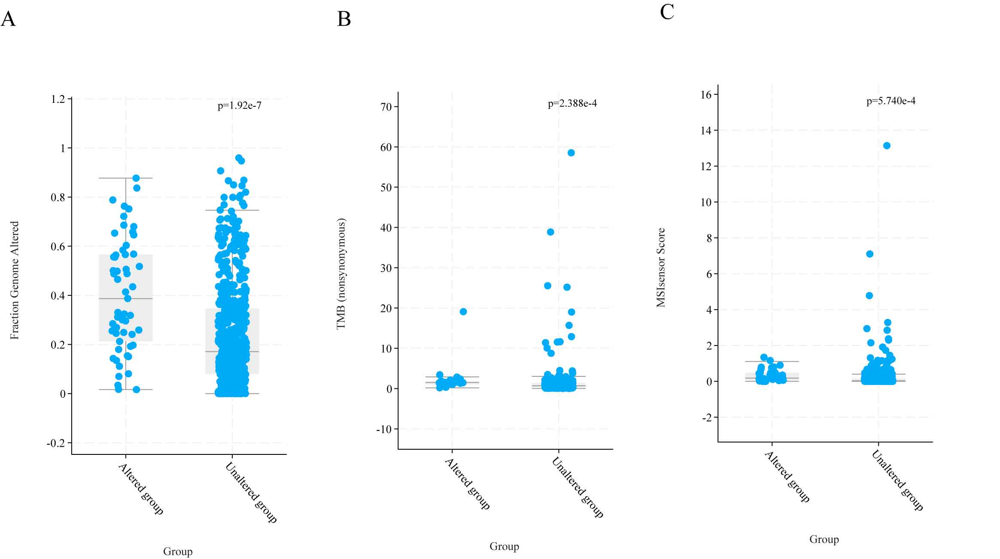 A
B
C
p=1.92e-7
1.2
1
0.8
0.6
0.4
0.2
0
-0.2
Fraction Genome Altered
Altered group
Unaltered group
Group
p=2.388e-4
70
60
50
40
30
20
10
0
-10
TMB (nonsynonymous)
Altered group
Unaltered group
Group
p=5.740e-4
16
14
12
10
8
6
4
2
0
-2
MSIsensor Score
Altered group
Unaltered group
Group